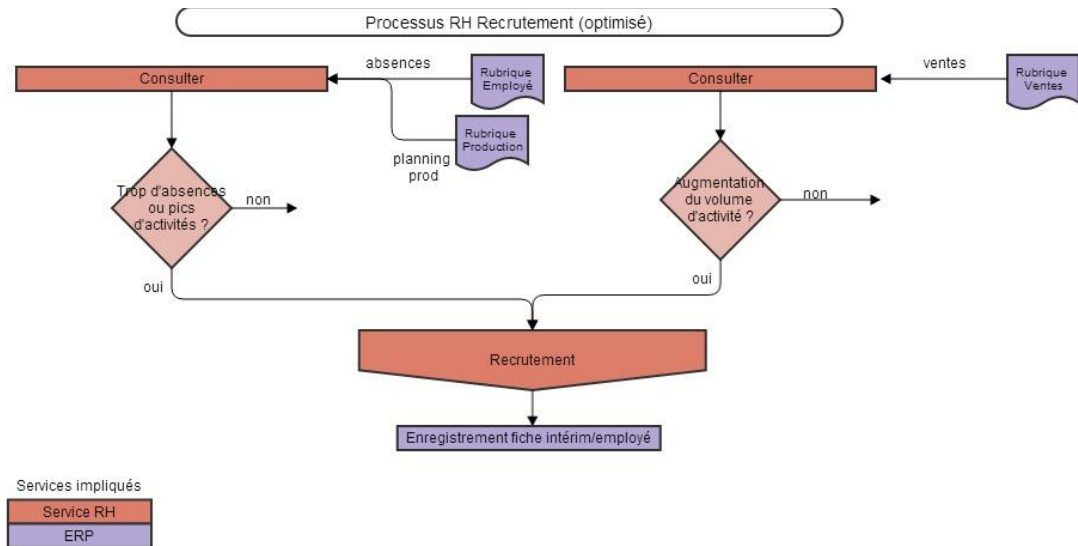 Processus RH Recrutement (optimisé)
Consulter
absences
Rubrique
Employé
Rubrique
Production
planning
prod
Trop d'absences
ou pics
d'activités ?
non
oui
Consulter
ventes
Rubrique
Ventes
Augmentation
du volume
d'activité ?
non
oui
Recrutement
Enregistrement fiche intérim/employé
Services impliqués
Service RH
ERP